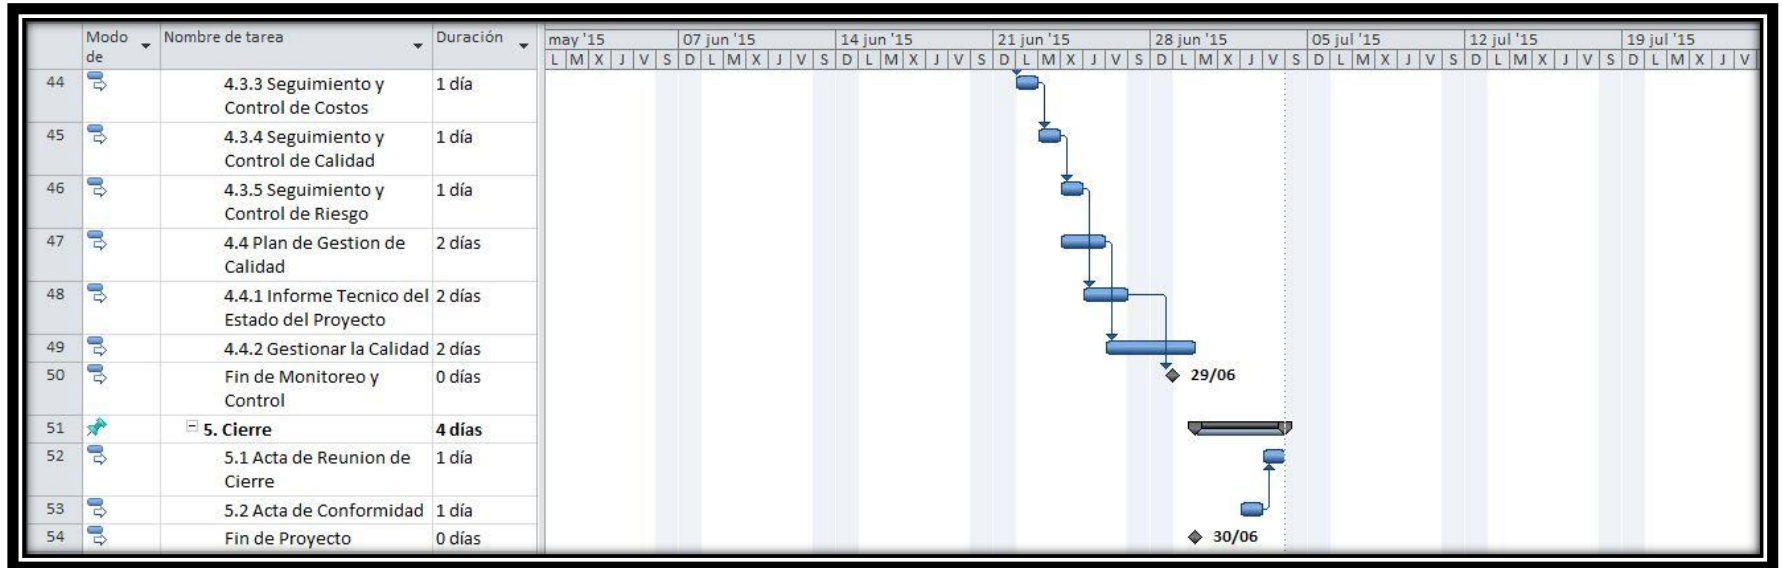 Modo de
Nombre de tarea
Duración
may '15
07 jun '15
14 jun '15
21 jun '15
28 jun '15
05 jul '15
12 jul '15
19 jul '15
L M X J V S D L M X J V S D L M X J V S D L M X J V S D L M X J V S D L M X J V S D L M X J V S D L M X J V
44
4.3.3 Seguimiento y
Control de Costos
1 día
45
4.3.4 Seguimiento y
Control de Calidad
1 día
46
4.3.5 Seguimiento y
Control de Riesgo
1 día
47
4.4 Plan de Gestion de
Calidad
2 días
48
4.4.1 Informe Tecnico del
Estado del Proyecto
2 días
49
4.4.2 Gestionar la Calidad
2 días
50
Fin de Monitoreo y
Control
0 días
29/06
51
5. Cierre
4 días
52
5.1 Acta de Reunion de
Cierre
1 día
53
5.2 Acta de Conformidad
1 día
54
Fin de Proyecto
0 días
30/06